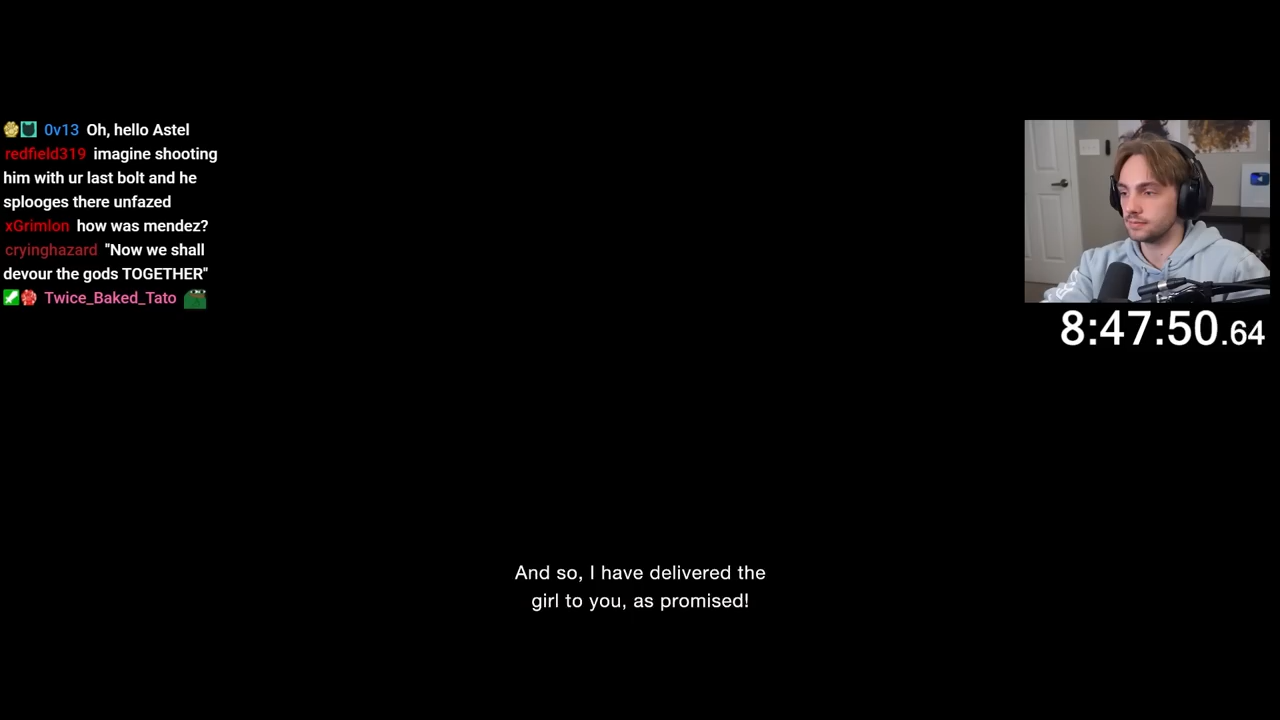 0v13 Oh, hello Astel
redfield319 imagine shooting
him with ur last bolt and he
splooges there unfazed
xGrimlon how was mendez?
cryinghazard "Now we shall
devour the gods TOGETHER"
Twice_Baked_Tato
8:47:50.64
And so, I have delivered the
girl to you, as promised!